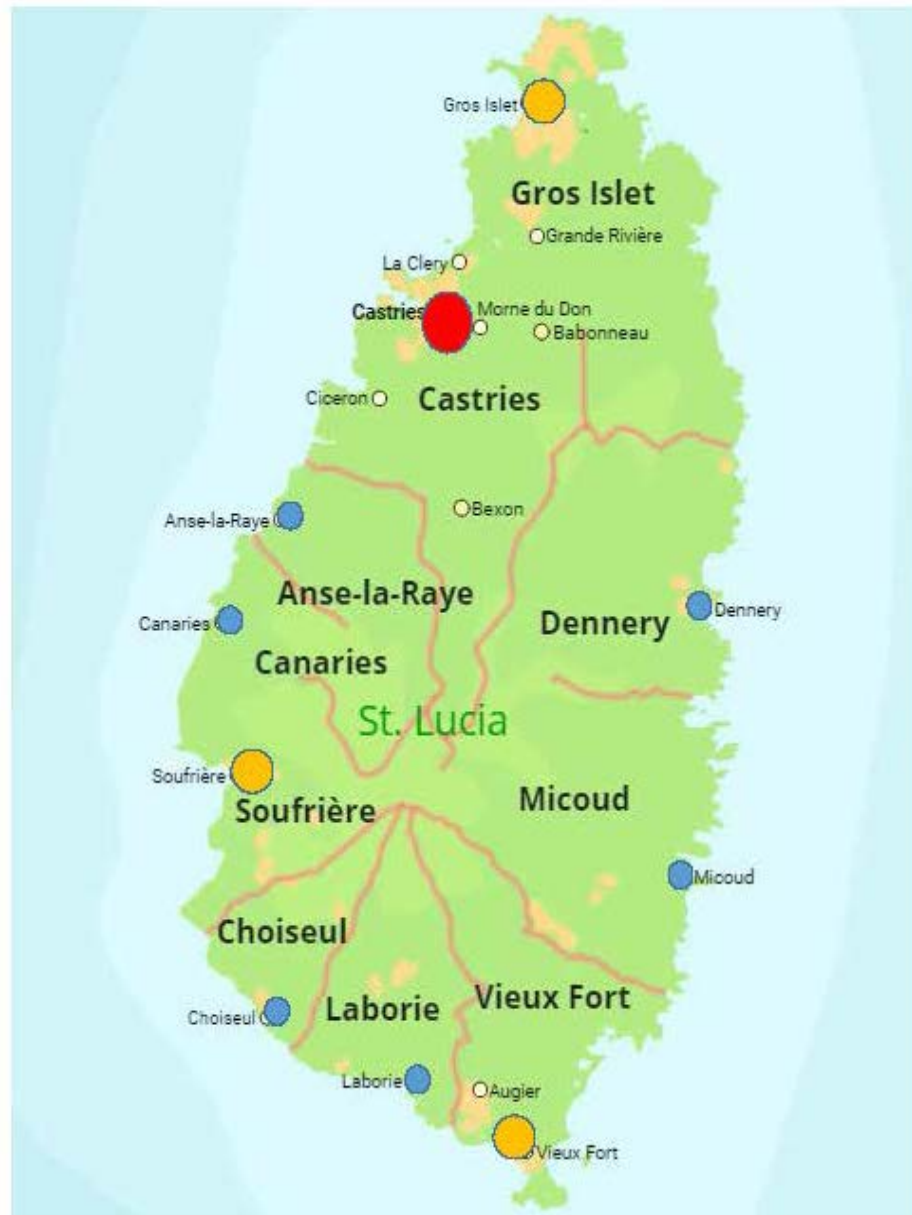 Gros Islet
Gros Islet
Grande Rivière
La Clery
Castries
Morne du Don
Babonneau
Ciceron
Castries
Bexon
Anse-la-Raye
Anse-la-Raye
Dennery
Canaries
Dennery
Canaries
St. Lucia
Soufrière
Soufrière
Micoud
Micoud
Choiseul
Vieux Fort
Laborie
Choiseul
Laborie
Augier
Vieux Fort